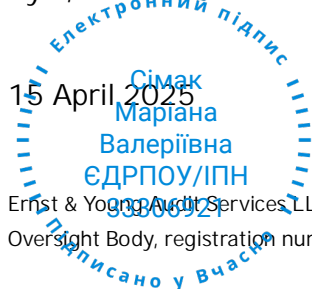 Електронний підпис
Сімак
15 April 2025
Маріана
Валеріївна
ЄДРПОУ/ІПН
33306921
Ernst & Young Audit Services LL
Oversight Body, registration nu
Підписано у Вчасно